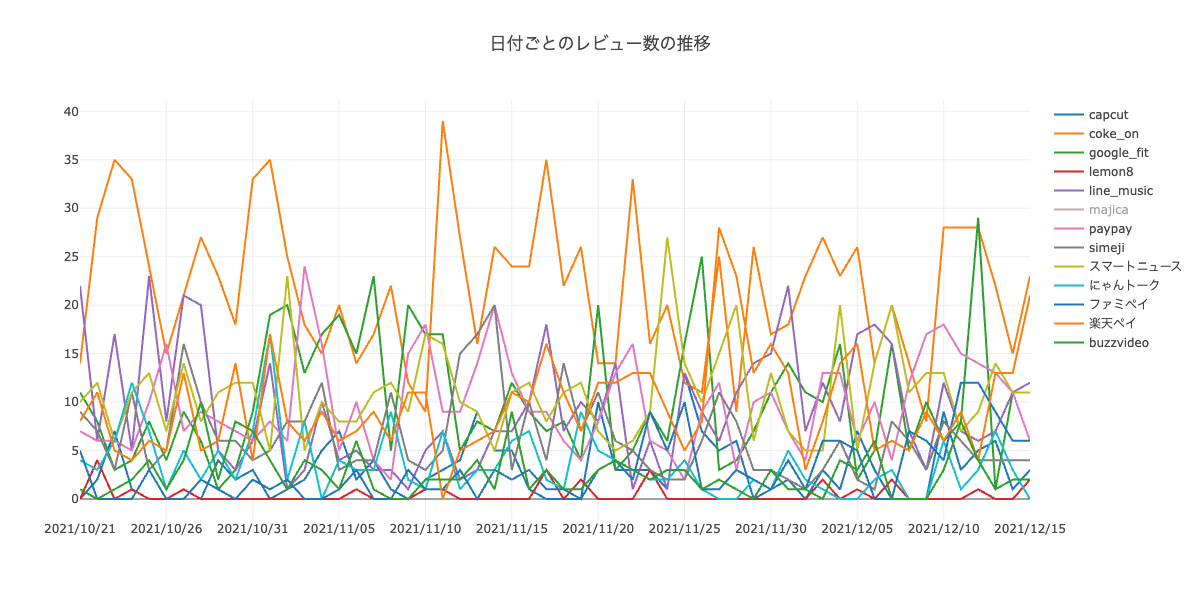 日付ごとのレビュー数の推移
40
35
30
25
20
15
10
5
0
2021/10/21
2021/10/26
2021/10/31
2021/11/05
2021/11/10
2021/11/15
2021/11/20
2021/11/25
2021/11/30
2021/12/05
2021/12/10
2021/12/15
capcut
coke_on
google_fit
lemon8
line_music
majica
paypay
simeji
スマートニュース
にゃんトーク
ファミペイ
楽天ペイ
buzzvideo